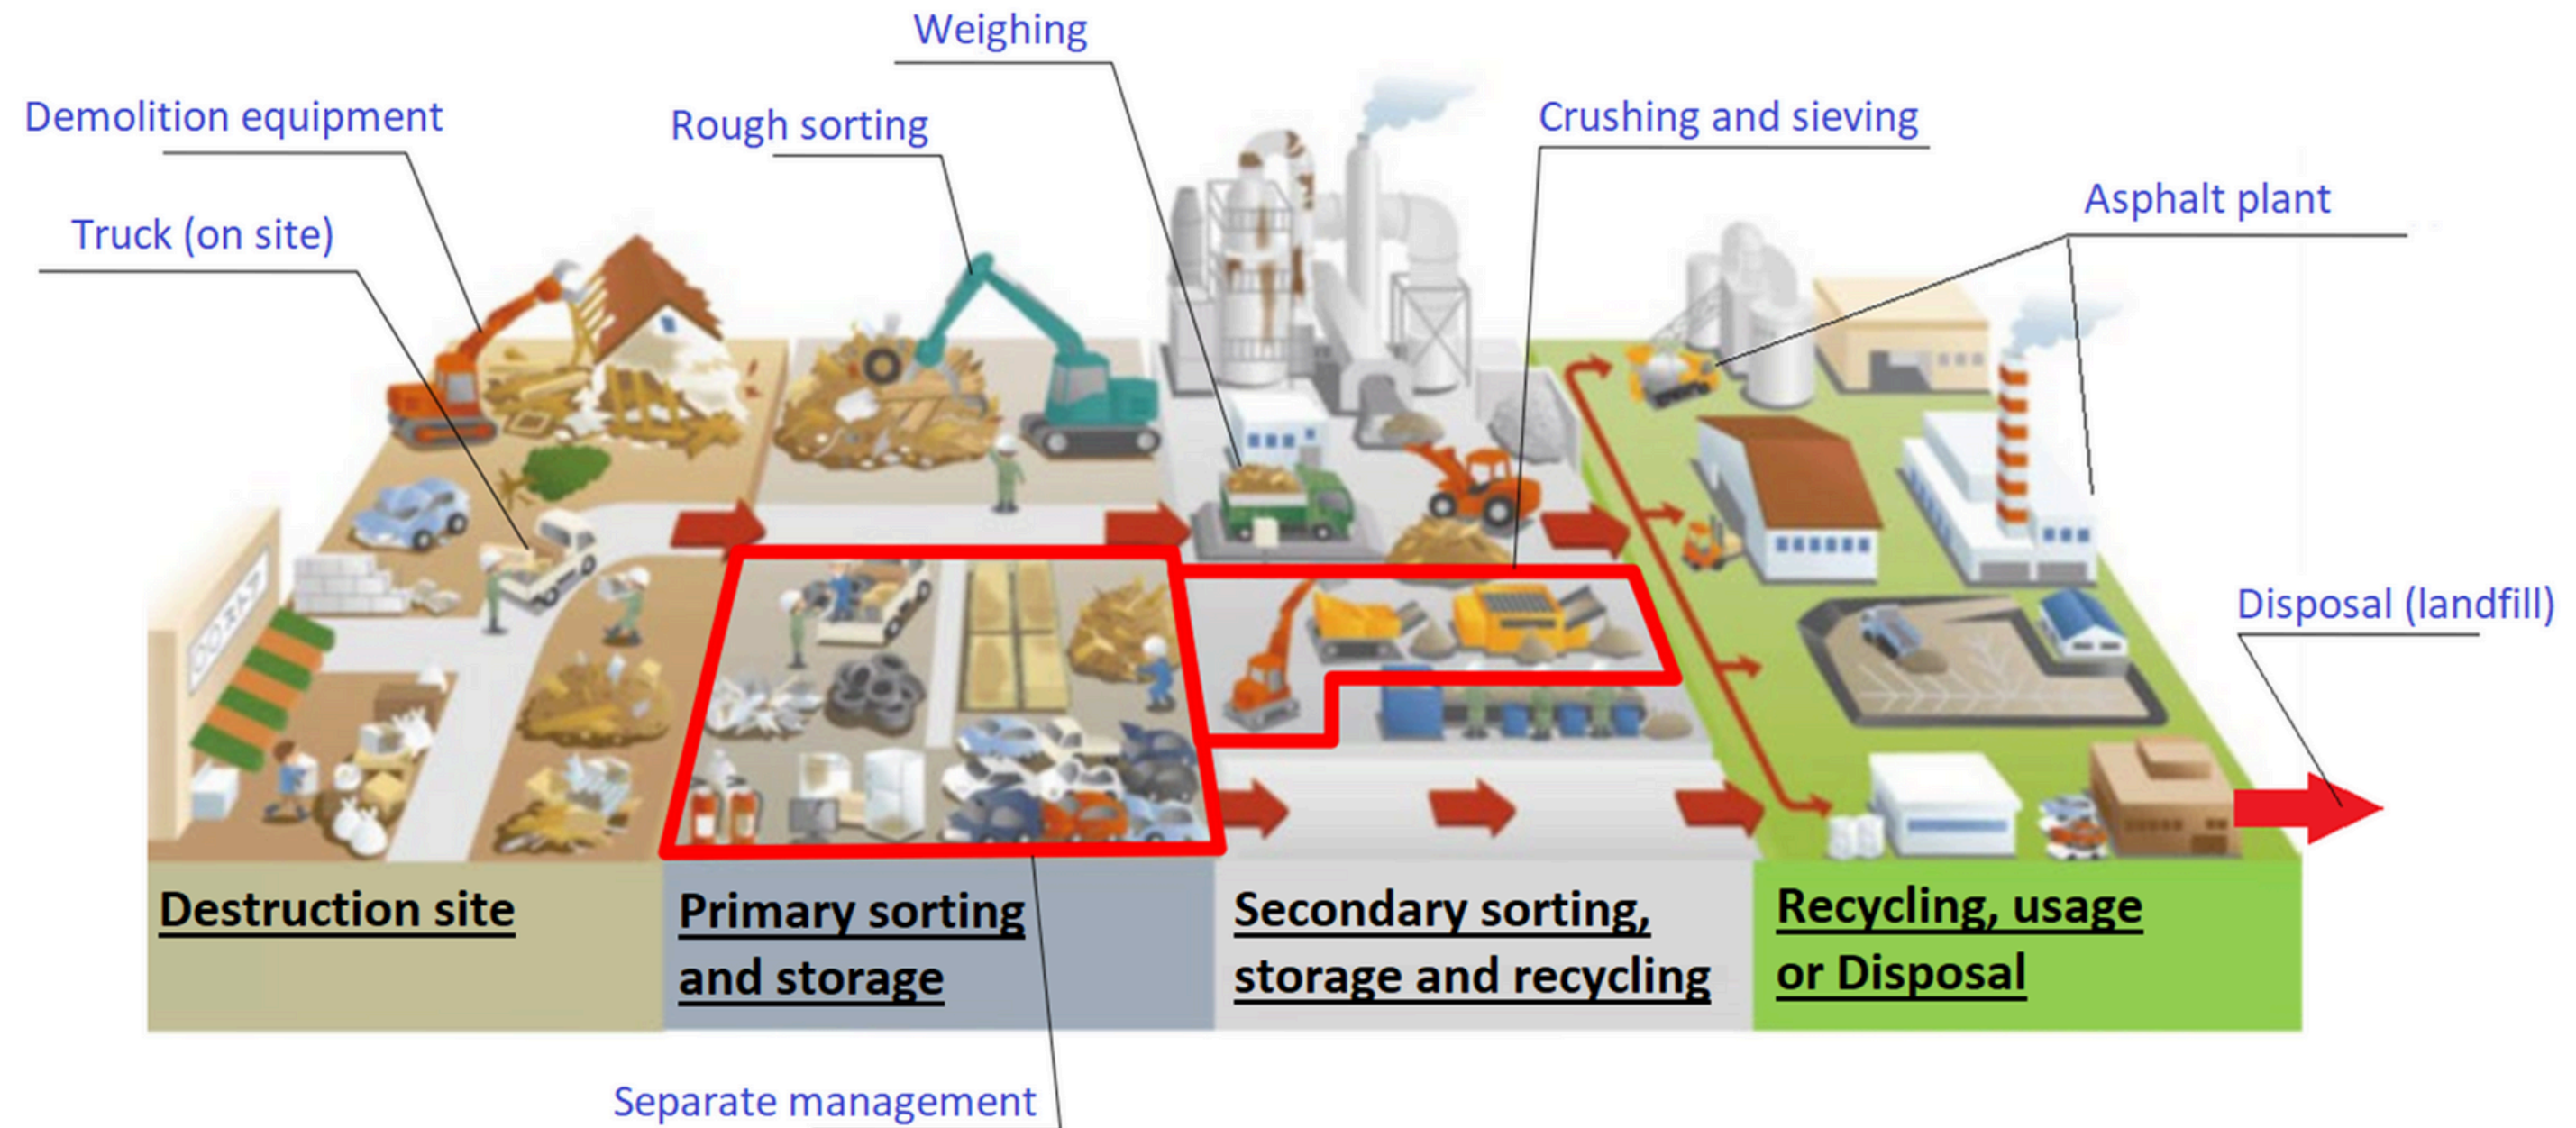 Weighing
Demolition equipment
Rough sorting
Crushing and sieving
Truck (on site)
Asphalt plant
Disposal (landfill)
Destruction site
Primary sorting
and storage
Secondary sorting,
storage and recycling
Recycling, usage
or Disposal
Separate management